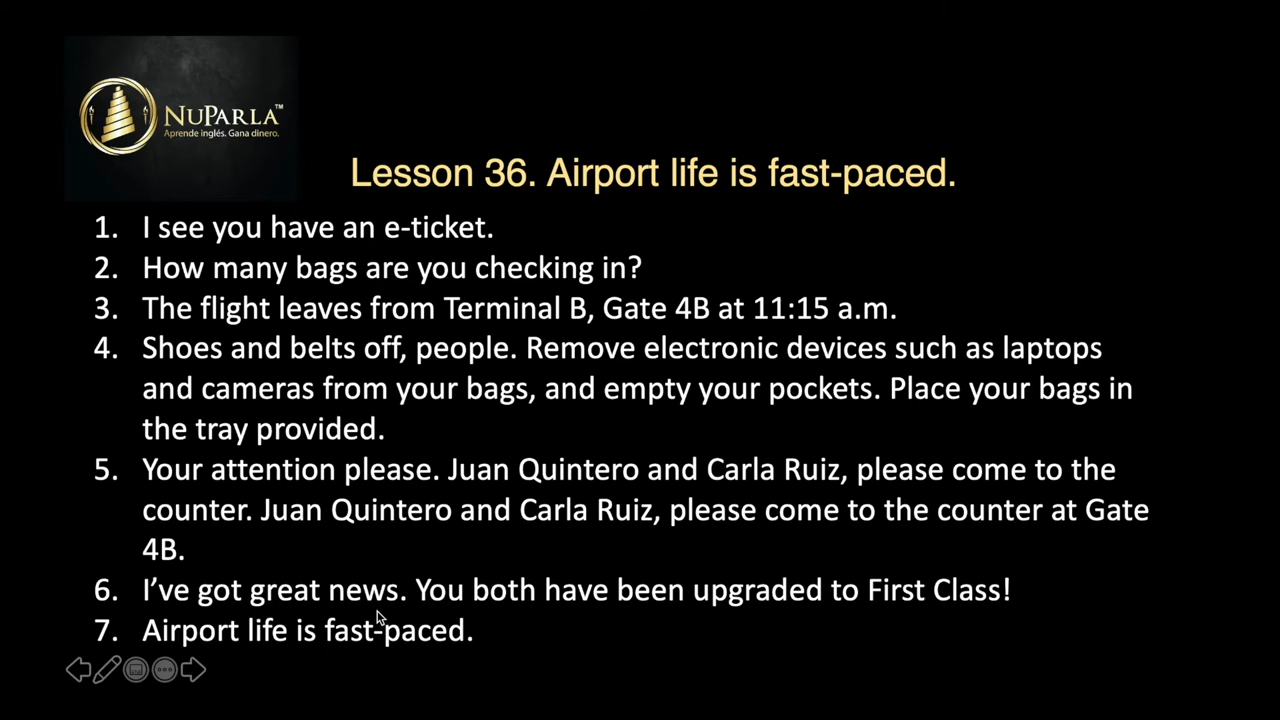 NUPARLA™
Aprende inglés. Gana dinero.
Lesson 36. Airport life is fast-paced.
1. I see you have an e-ticket.
2. How many bags are you checking in?
3. The flight leaves from Terminal B, Gate 4B at 11:15 a.m.
4. Shoes and belts off, people. Remove electronic devices such as laptops
and cameras from your bags, and empty your pockets. Place your bags in
the tray provided.
5. Your attention please. Juan Quintero and Carla Ruiz, please come to the
counter. Juan Quintero and Carla Ruiz, please come to the counter at Gate
4B.
6. I’ve got great news. You both have been upgraded to First Class!
7. Airport life is fast-paced.